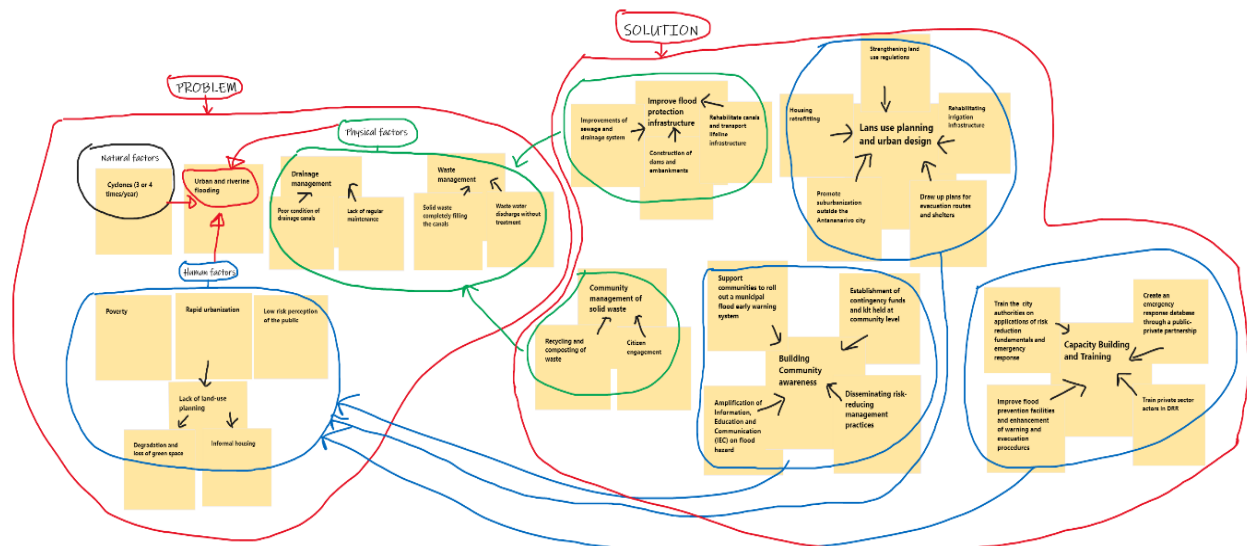 SOLUTION
PROBLEM
Natural factors
Cyclones (3 or 4
times/year)
Urban and riverine
flooding
Physical factors
Drainage
management
Poor condition of
drainage canals
Lack of regular
maintenence
Waste
management
Solid waste
completely filling
the canals
Waste water
discharge without
treatment
Human factors
Poverty
Rapid urbanization
Low risk perception
of the public
Lack of land-use
planning
Degradation and
loss of green space
Informal housing
Improve flood
protection
infrastructure
Improvements of
sewage and
drainage system
Construction of
dams and
embankments
Rehabilitate canals
and transport
lifeline
infrastructure
Strengthening land
use regulations
Housing
retrofitting
Rehabilitating
irrigation
infrastructure
Lans use planning
and urban design
Promote
suburbanization
outside the
Antananarivo city
Draw up plans for
evacuation routes
and shelters
Community
management of
solid waste
Recycling and
composting of
waste
Citizen
engagement
Support
communities to roll
out a municipal
flood early warning
system
Establishment of
contingency funds
and kit held at
community level
Building
Community
awareness
Amplification of
Information,
Education and
Communication
(IEC) on flood
hazard
Disseminating risk-
reducing
management
practices
Train the city
authorities on
applications of risk
reduction
fundamentals and
emergency
response
Create an
emergency
response database
through a public-
private partnership
Capacity Building
and Training
Improve flood
prevention facilities
and enhancement
of warning and
evacuation
procedures
Train private sector
actors in DRR